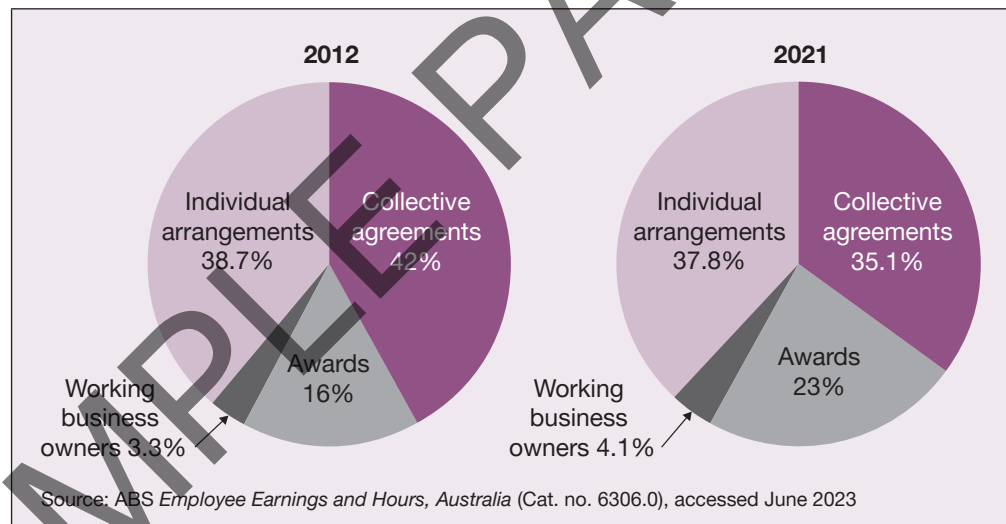 2012
Individual
arrangements
38.7%
Collective
agreements
42%
Awards
16%
Working
business
owners 3.3%
2021
Individual
arrangements
37.8%
Collective
agreements
35.1%
Awards
23%
Working
business
owners 4.1%
Source: ABS Employee Earnings and Hours, Australia (Cat. no. 6306.0), accessed June 2023
MPLE PA